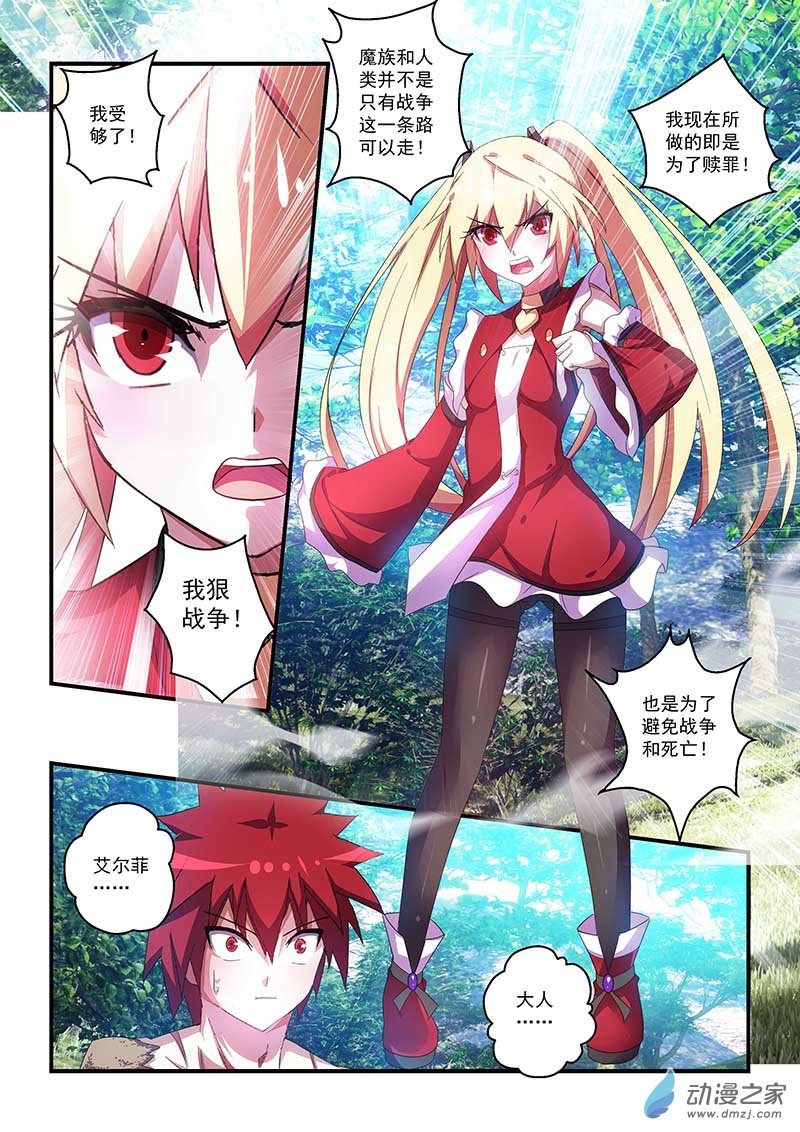 我受
够了！
我狠
战争！
魔族和人
类并不是
只有战争
这一条路
可以走！
我现在所
做的即是
为了赎罪！
也是为了
避免战争
和死亡！
艾尔菲
……
大人
……
动漫之家
www.dmzj.com